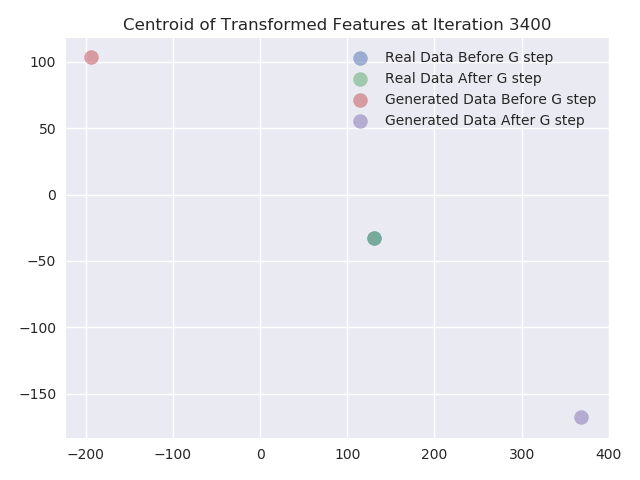 Centroid of Transformed Features at Iteration 3400
Real Data Before G step
Real Data After G step
Generated Data Before G step
Generated Data After G step
100
50
0
−50
−100
−150
−200 −100 0 100 200 300 400